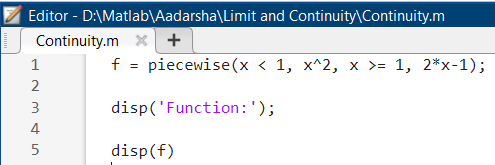 Editor - D:\Matlab\Aadarsha\Limit and Continuity\Continuity.m
Continuity.m × +
1 f = piecewise(x < 1, x^2, x >= 1, 2*x-1);
2
3 disp('Function:');
4
5 disp(f)